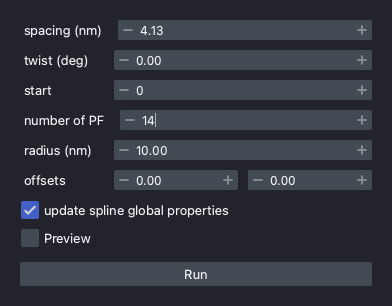 spacing (nm) 4.13
twist (deg) 0.00
start 0
number of PF 14
radius (nm) 10.00
offsets 0.00 0.00
update spline global properties
Preview
Run